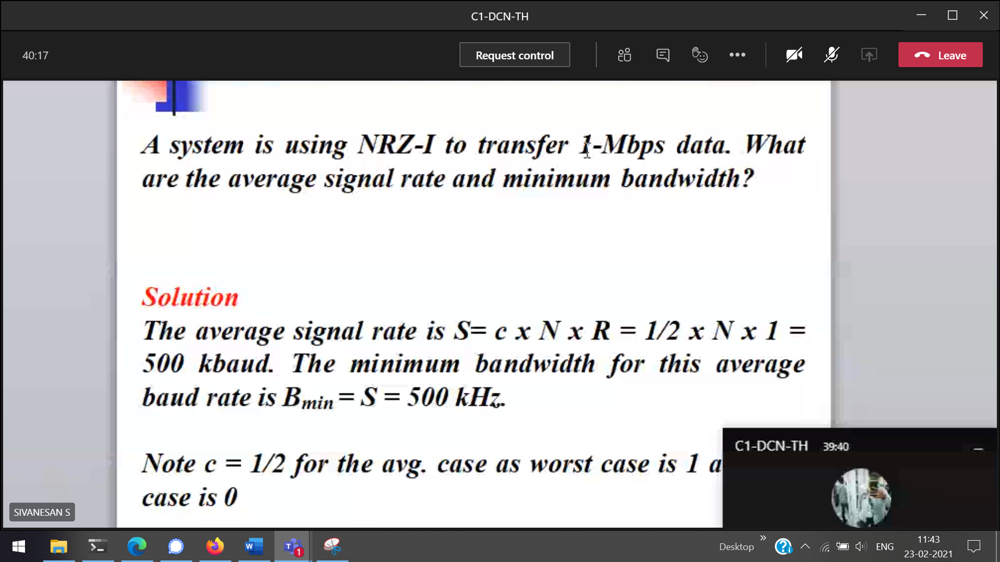 C1-DCN-TH
40:17
Request control
Leave
A system is using NRZ-I to transfer 1-Mbps data. What
are the average signal rate and minimum bandwidth?
Solution
The average signal rate is S= c x N x R = 1/2 x N x 1 =
500 kbaud. The minimum bandwidth for this average
baud rate is Bmin = S = 500 kHz.
Note c = 1/2 for the avg. case as worst case is 1 a
case is 0
C1-DCN-TH 39:40
SIVANESAN S
Desktop
ENG
11:43
23-02-2021
1